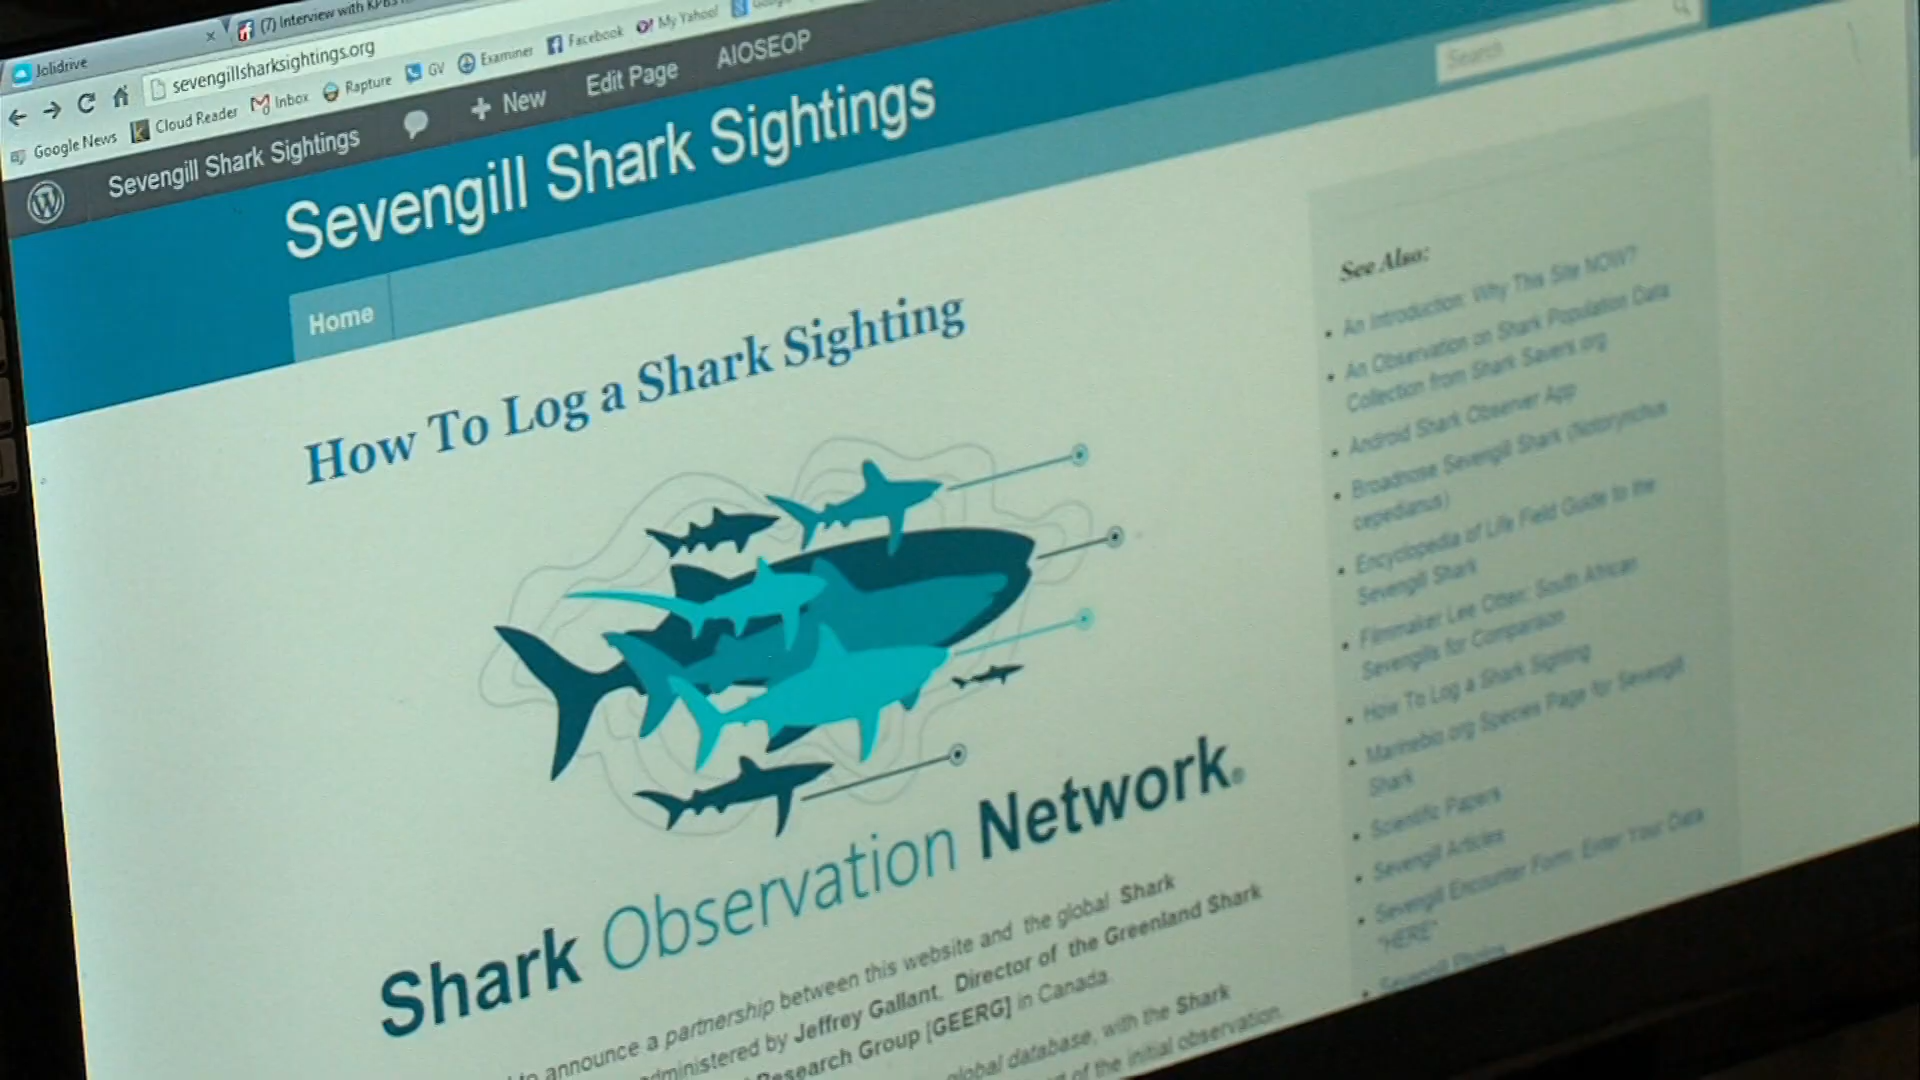 Jolidrive
(7) Interview with KPBS
sevengillsharksightings.org
Google News Cloud Reader Inbox Rapture GV Examiner Facebook My Yahoo!
Sevengill Shark Sightings New Edit Page AIOSEOP
Sevengill Shark Sightings
Search
Home
How To Log a Shark Sighting
Shark Observation Network®
to announce a partnership between this website and the global Shark
administered by Jeffrey Gallant, Director of the Greenland Shark
Research Group [GEERG] in Canada.
global database, with the Shark
of the initial observation.
See Also:
An Introduction: Why This Site NOW?
An Observation on Shark Population Data
Collection from Shark Savers.org
Android Shark Observer App
Broadnose Sevengill Shark (Notorynchus
cepedianus)
Encyclopedia of Life Field Guide to the
Sevengill Shark
Filmmaker Lee Otten: South African
Sevengills for Comparison
How To Log a Shark Sighting
Marinebio.org Species Page for Sevengill
Shark
Scientific Papers
Sevengill Articles
Sevengill Encounter Form: Enter Your Data
"HERE"
Sevengill Photos